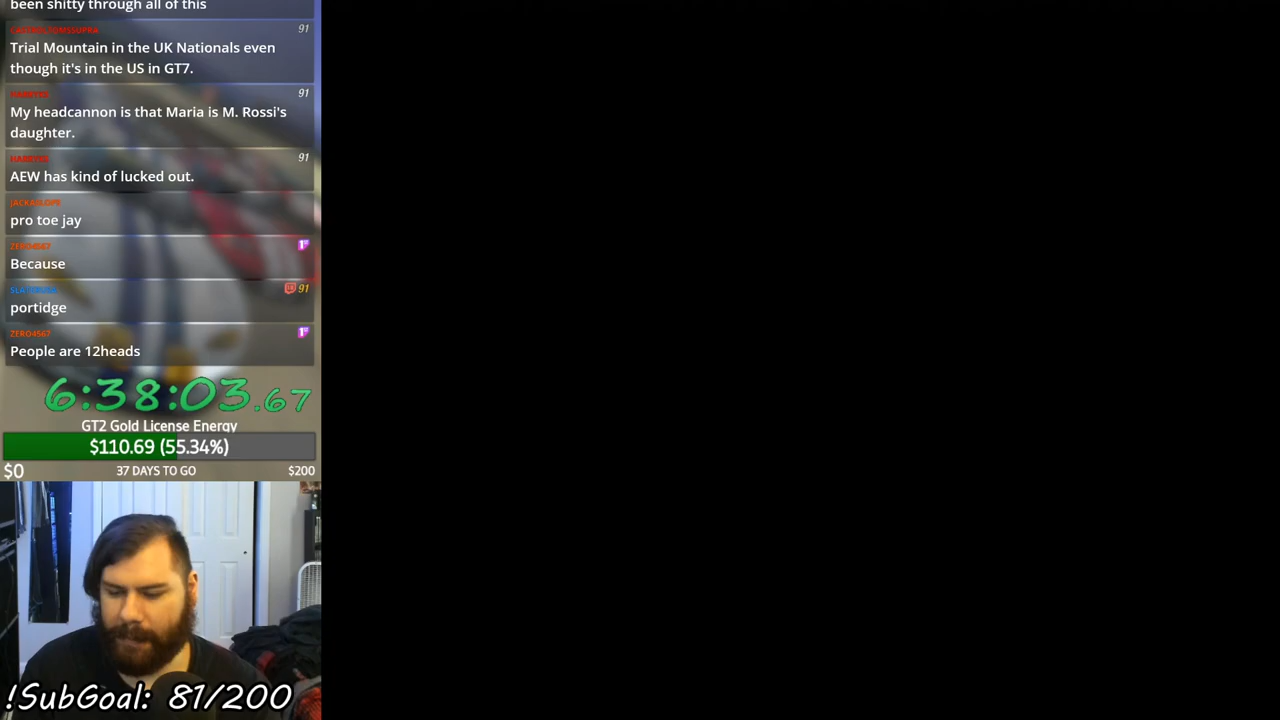 been shitty through all of this
91
Trial Mountain in the UK Nationals even
though it's in the US in GT7.
91
My headcannon is that Maria is M. Rossi's
daughter.
91
AEW has kind of lucked out.
pro toe jay
ZERO4567
Because
91
portidge
ZERO4567
People are 12heads
6:38:03.67
GT2 Gold License Energy
$110.69 (55.34%)
$0 37 DAYS TO GO $200
!SubGoal: 81/200